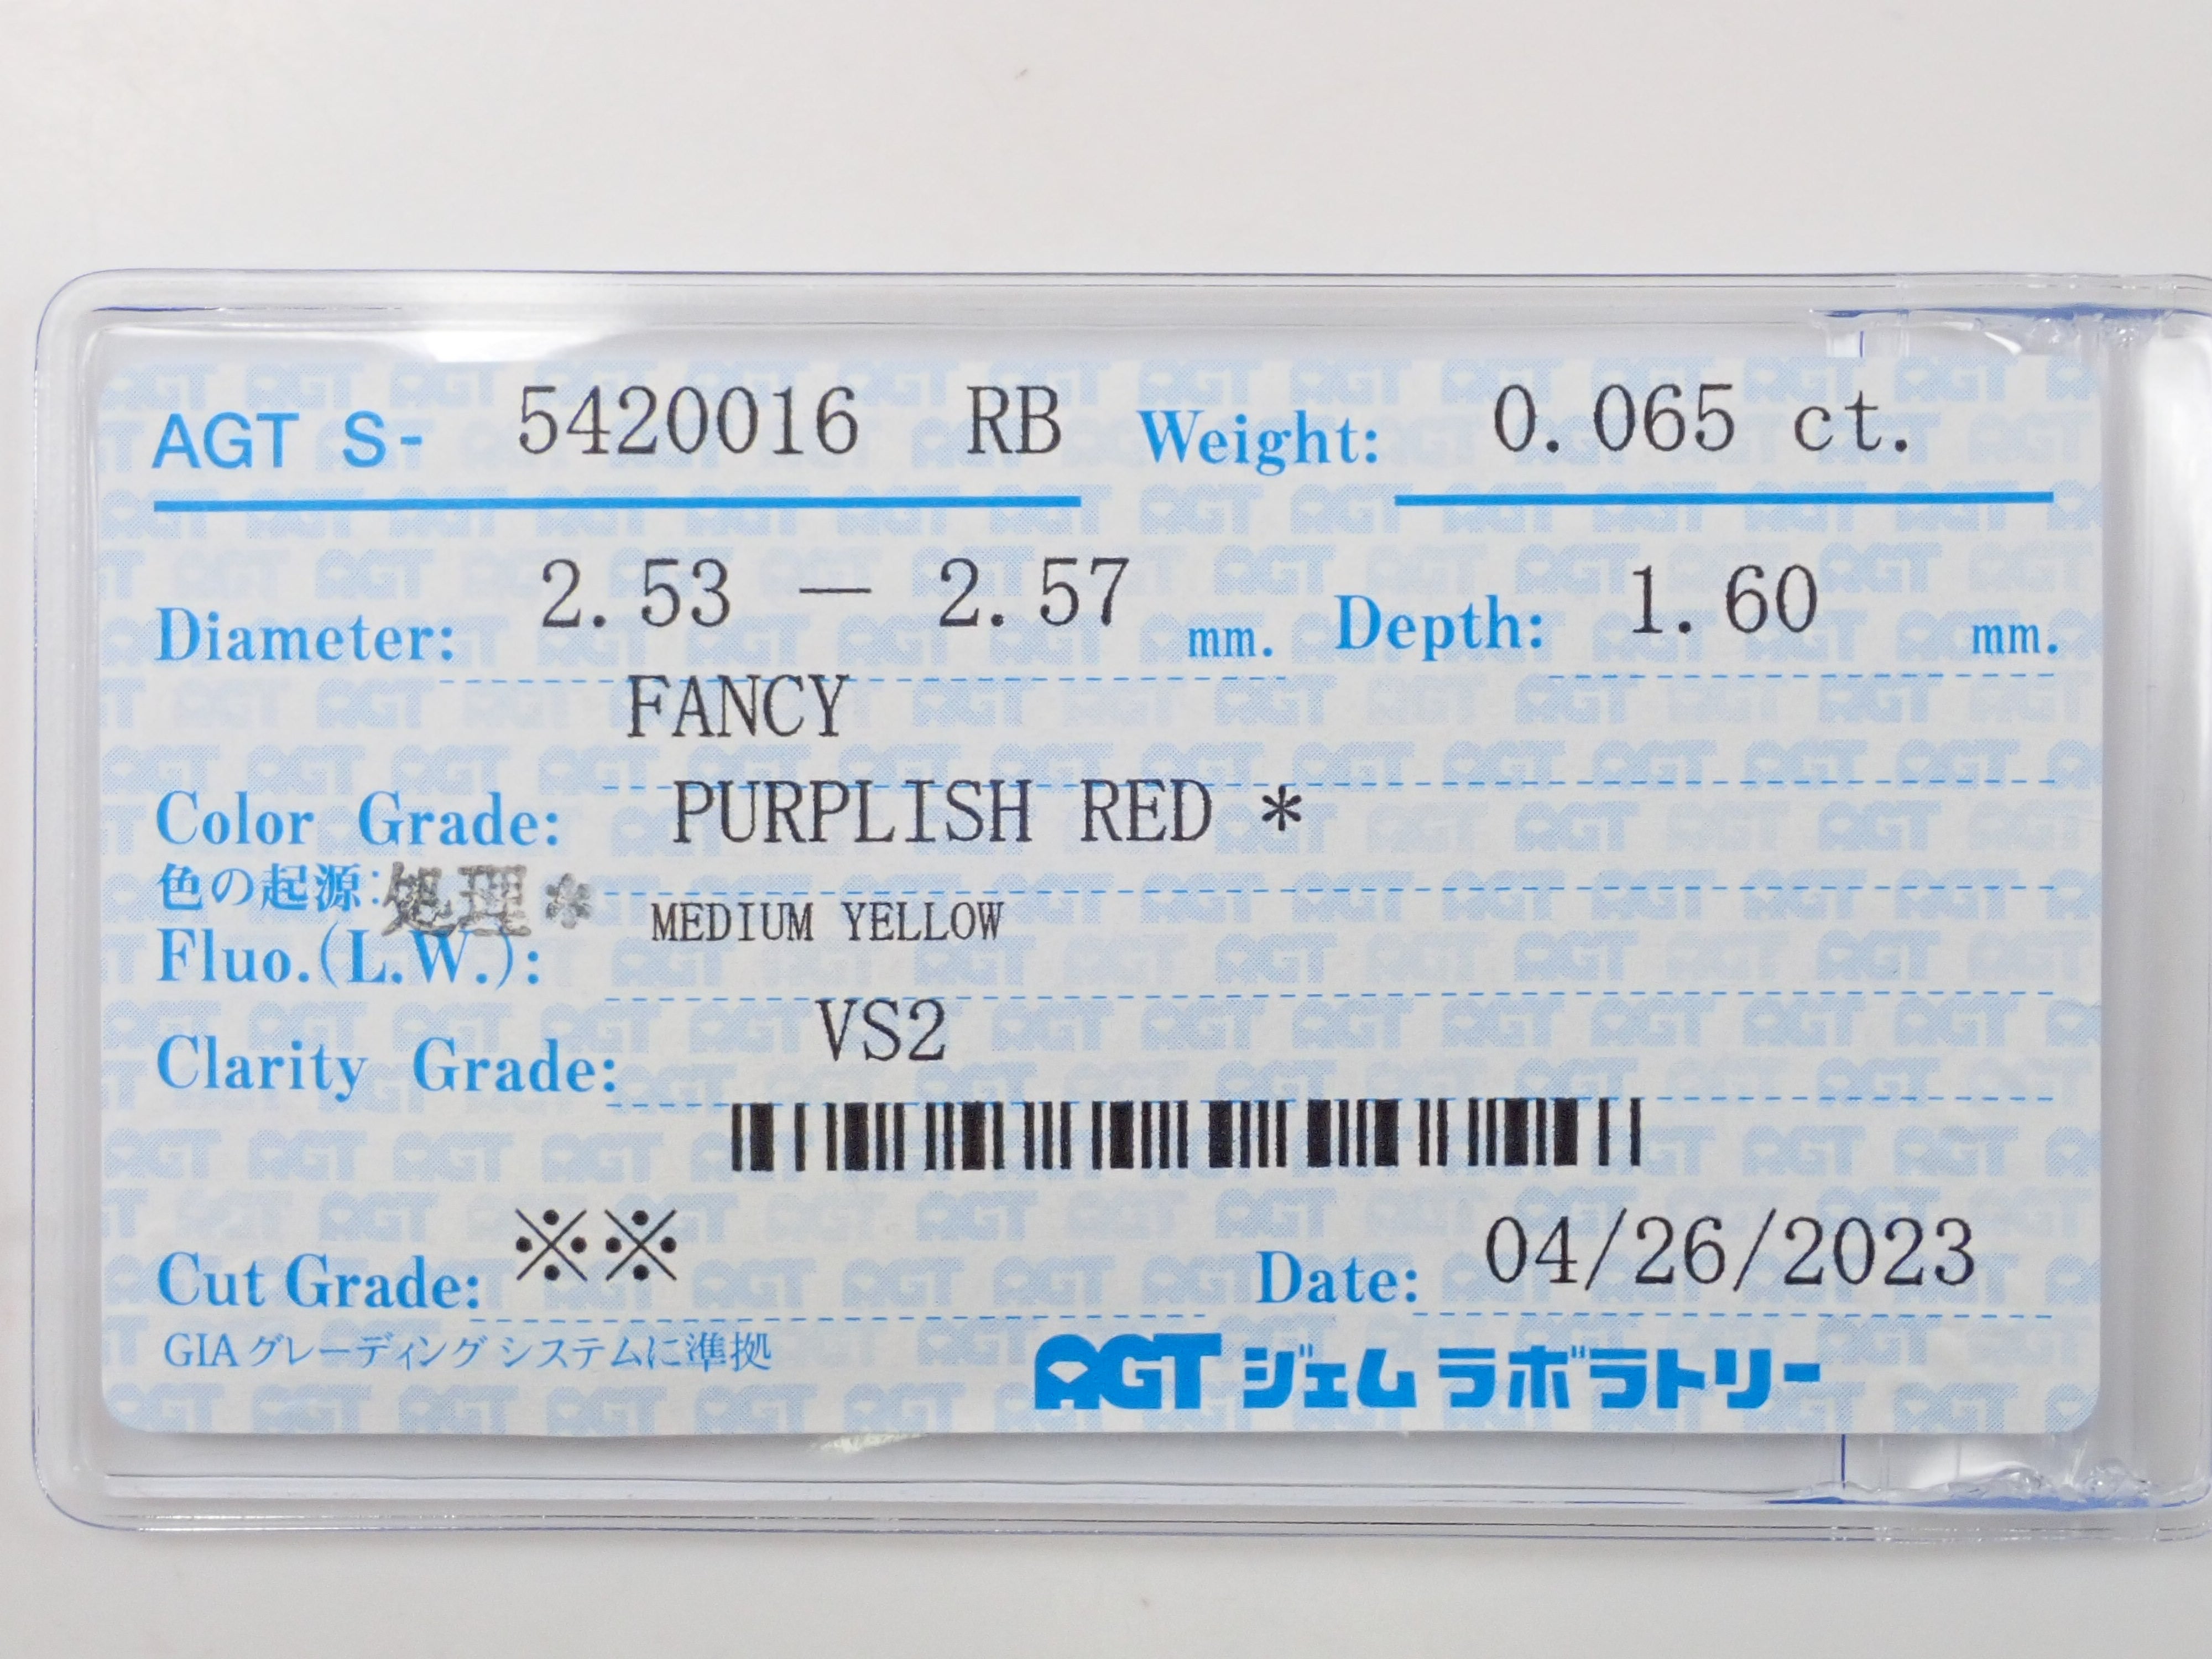 AGT S- 5420016 RB Weight: 0.065 ct.
Diameter: 2.53 — 2.57 mm. Depth: 1.60 mm.
FANCY
Color Grade: PURPLISH RED *
色の起源: 処理*
Fluo.(L.W.): MEDIUM YELLOW
Clarity Grade: VS2
Cut Grade: ※※ Date: 04/26/2023
GIAグレーディングシステムに準拠 AGTジェムラボラトリー